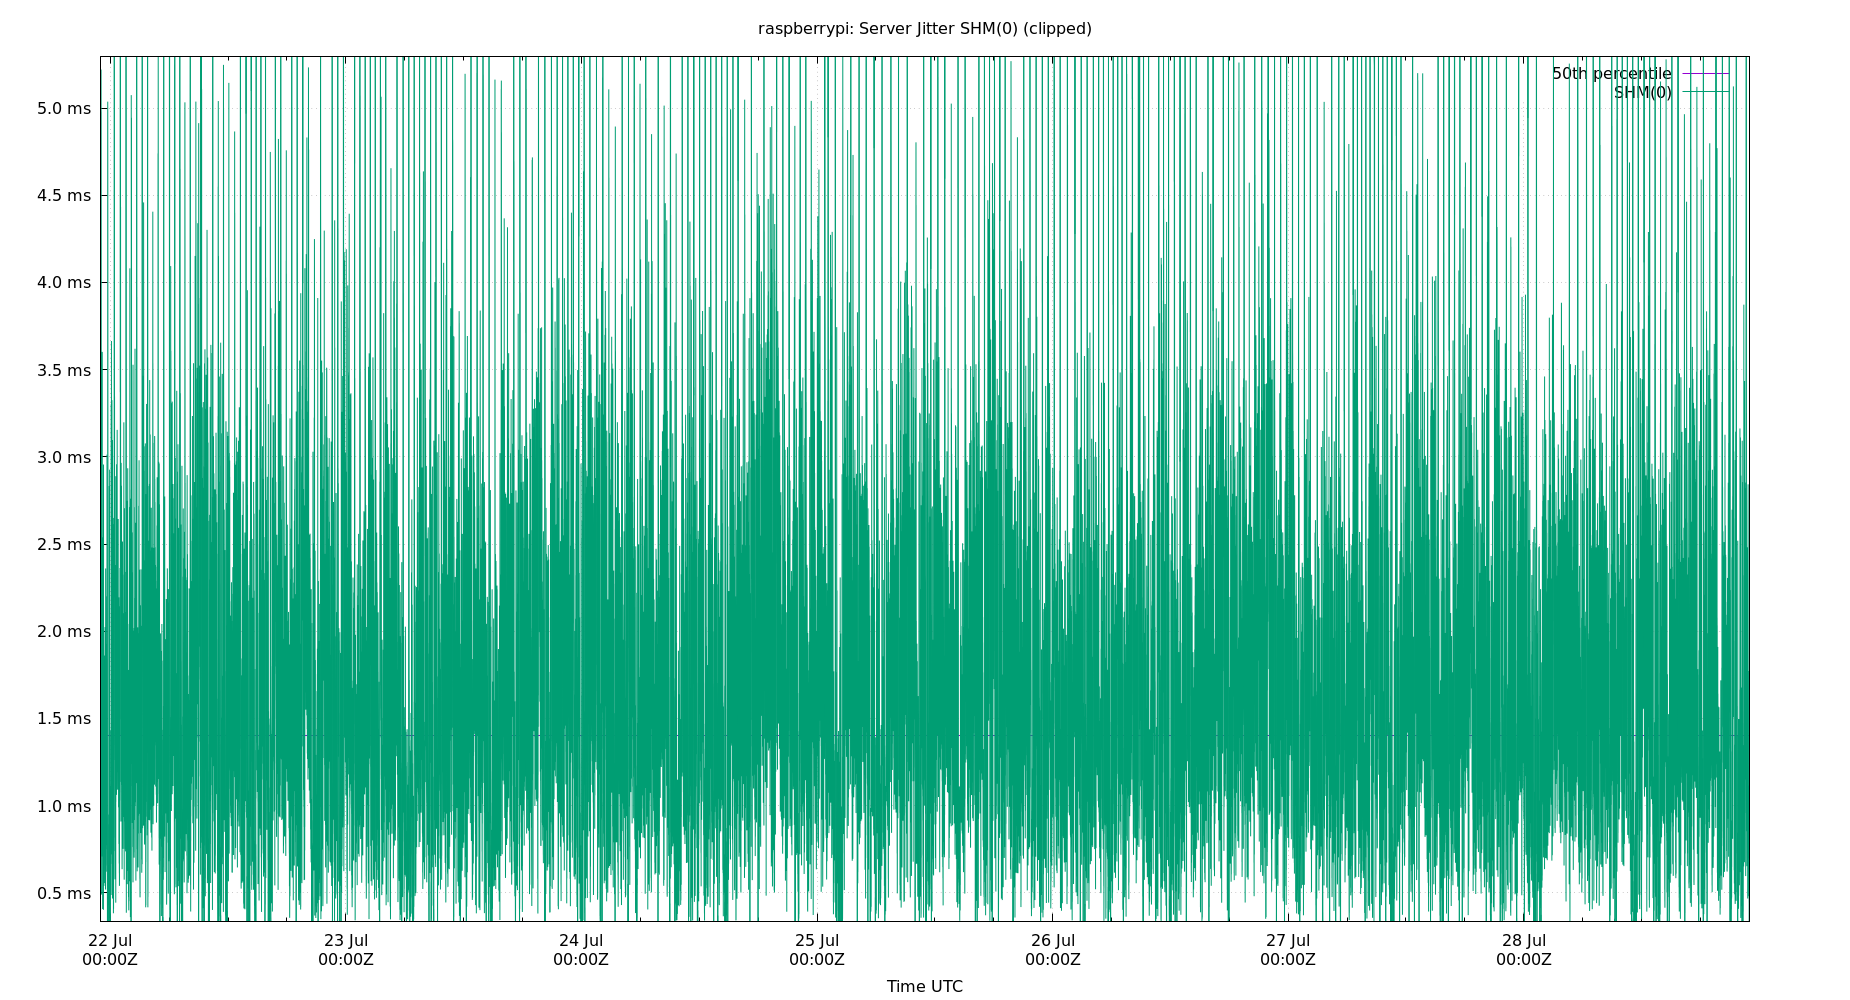 raspberrypi: Server Jitter SHM(0) (clipped)
50th percentile
SHM(0)
5.0 ms
4.5 ms
4.0 ms
3.5 ms
3.0 ms
2.5 ms
2.0 ms
1.5 ms
1.0 ms
0.5 ms
22 Jul 23 Jul 24 Jul 25 Jul 26 Jul 27 Jul 28 Jul
00:00Z 00:00Z 00:00Z 00:00Z 00:00Z 00:00Z 00:00Z
Time UTC